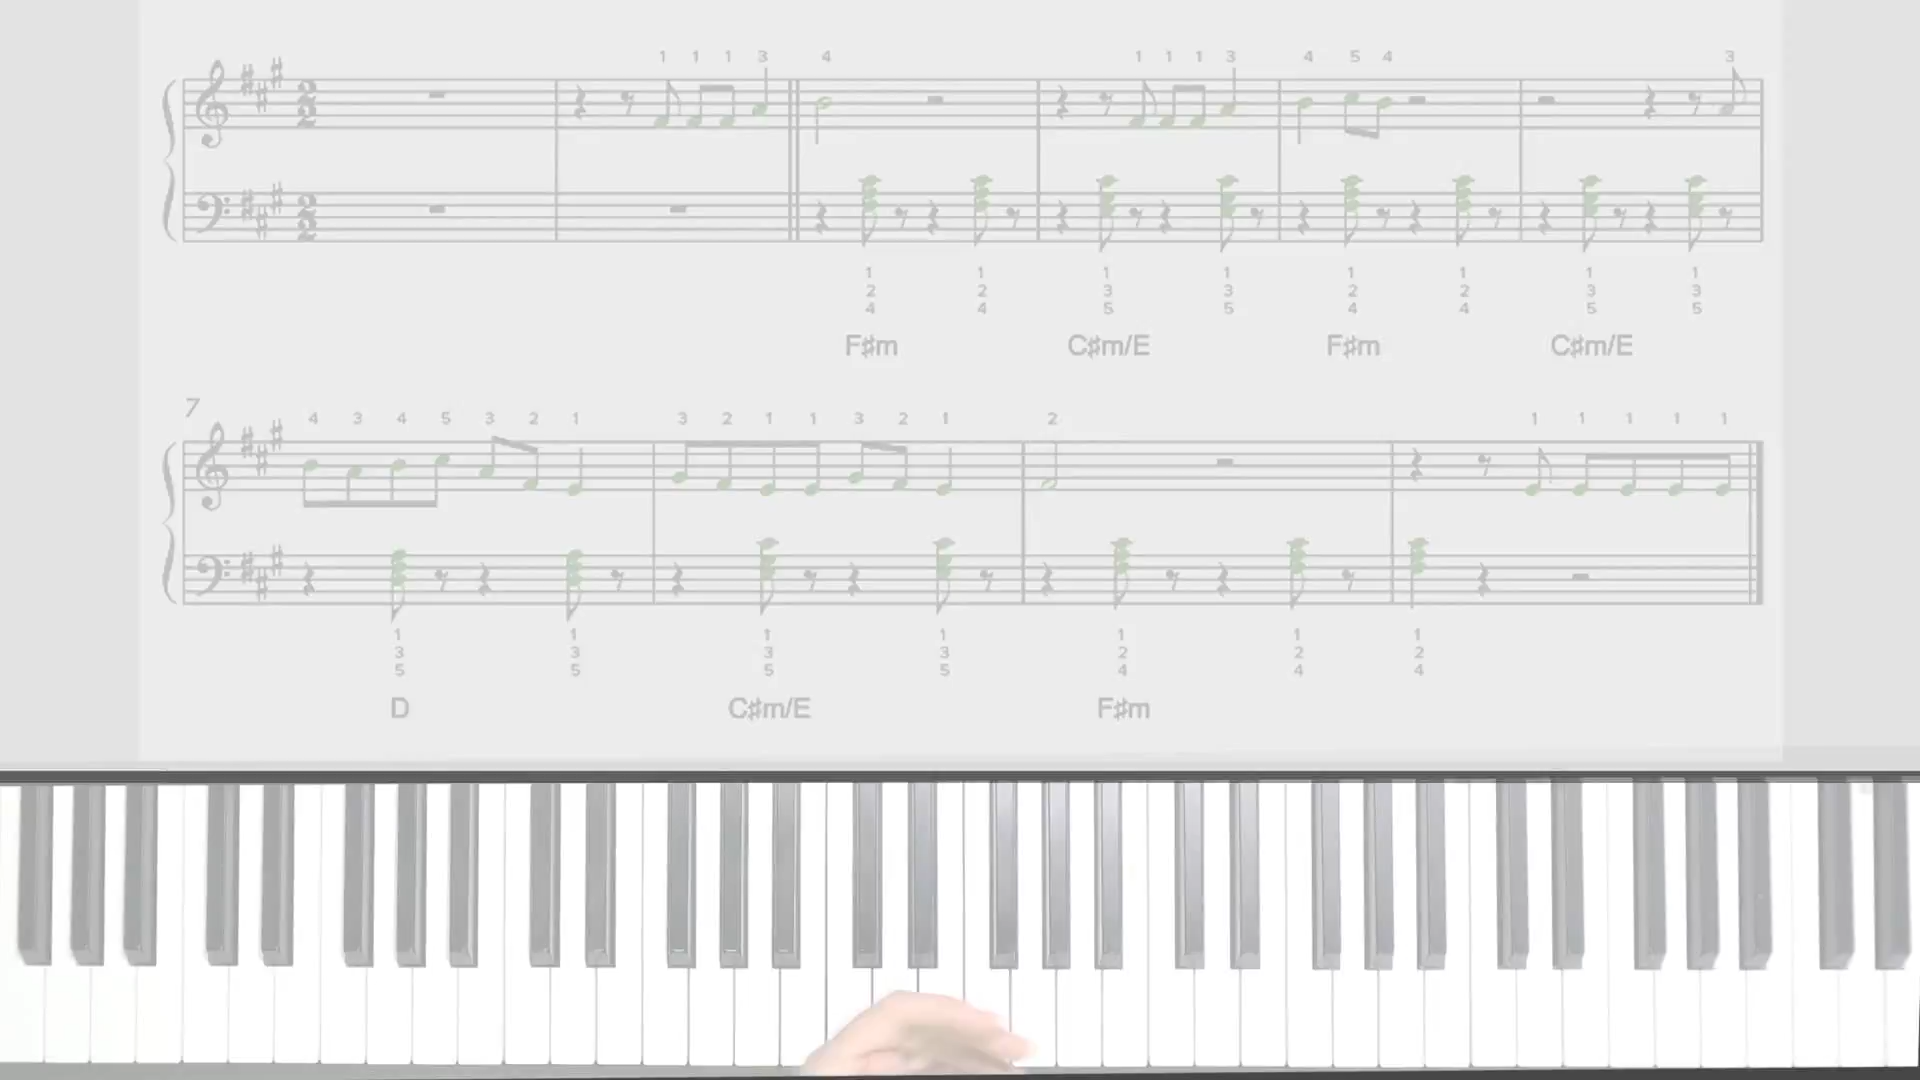 1 1 1 3 4 1 1 1 3 4 5 4 3
2 2
2 2
1 1 1 1 1 1 1 1
2 2 3 3 2 2 3 3
4 4 5 5 4 4 5 5
F♯m C♯m/E F♯m C♯m/E
7
4 3 4 5 3 2 1 3 2 1 1 3 2 1 2 1 1 1 1 1
1 1 1 1 1 1 1
3 3 3 3 2 2 2
5 5 5 5 4 4 4
D C♯m/E F♯m